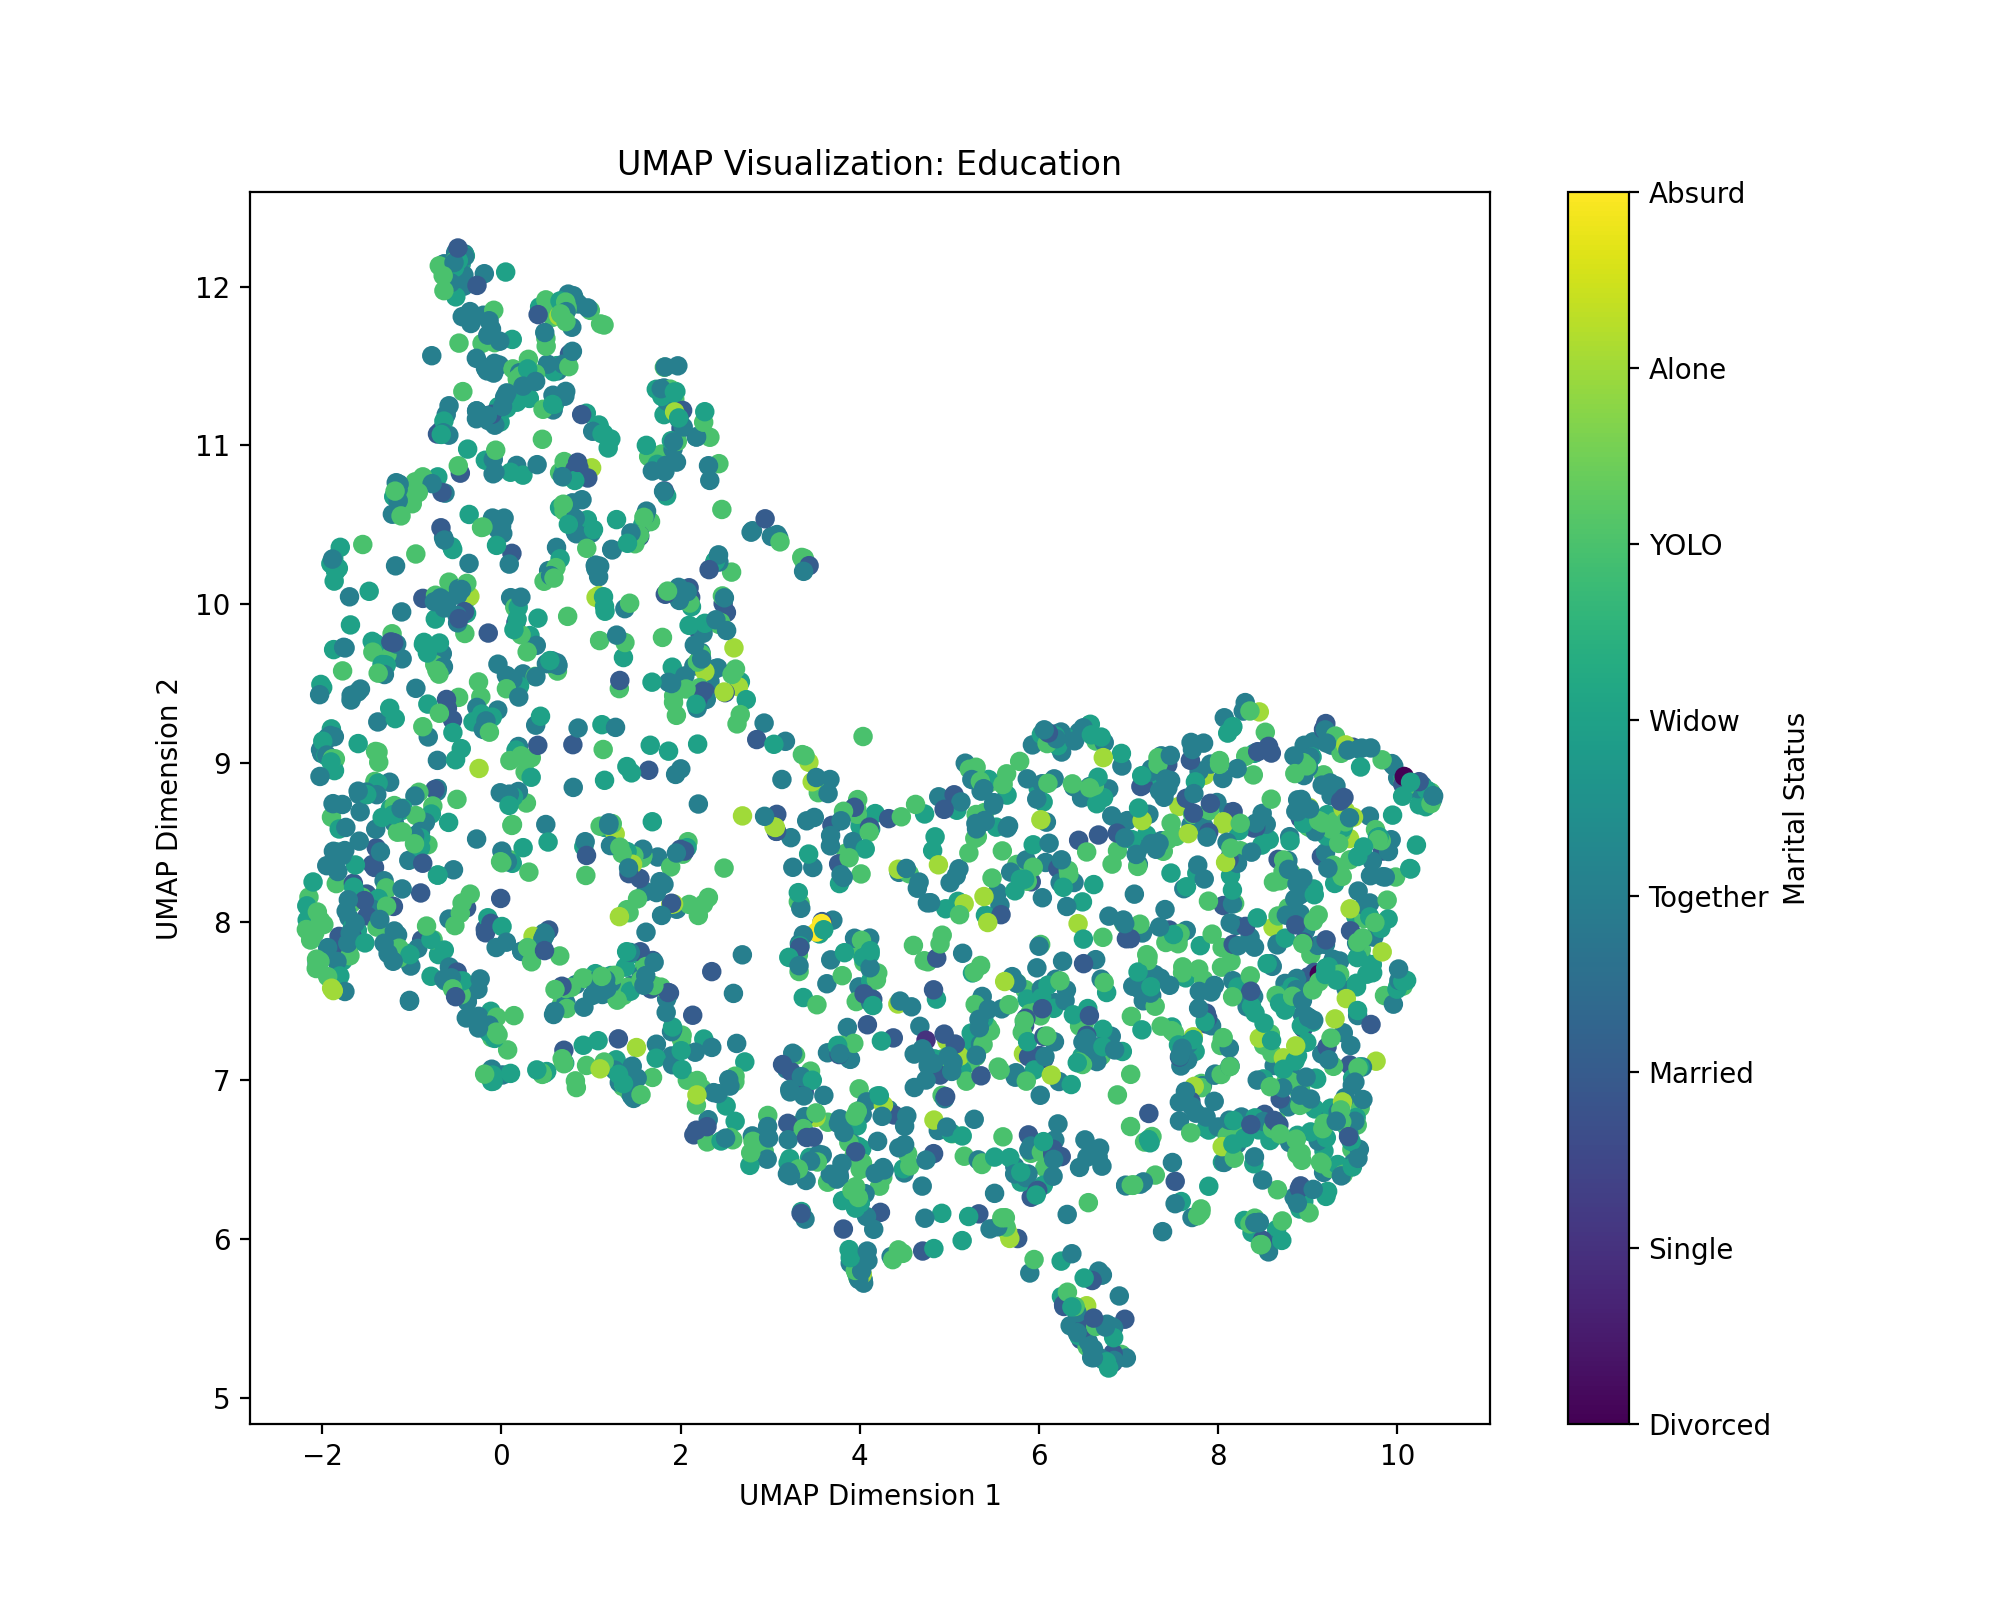 UMAP Visualization: Education
Absurd
Alone
YOLO
Widow
Together
Married
Single
Divorced
Marital Status
12
11
10
9
8
7
6
5
UMAP Dimension 2
−2 0 2 4 6 8 10
UMAP Dimension 1